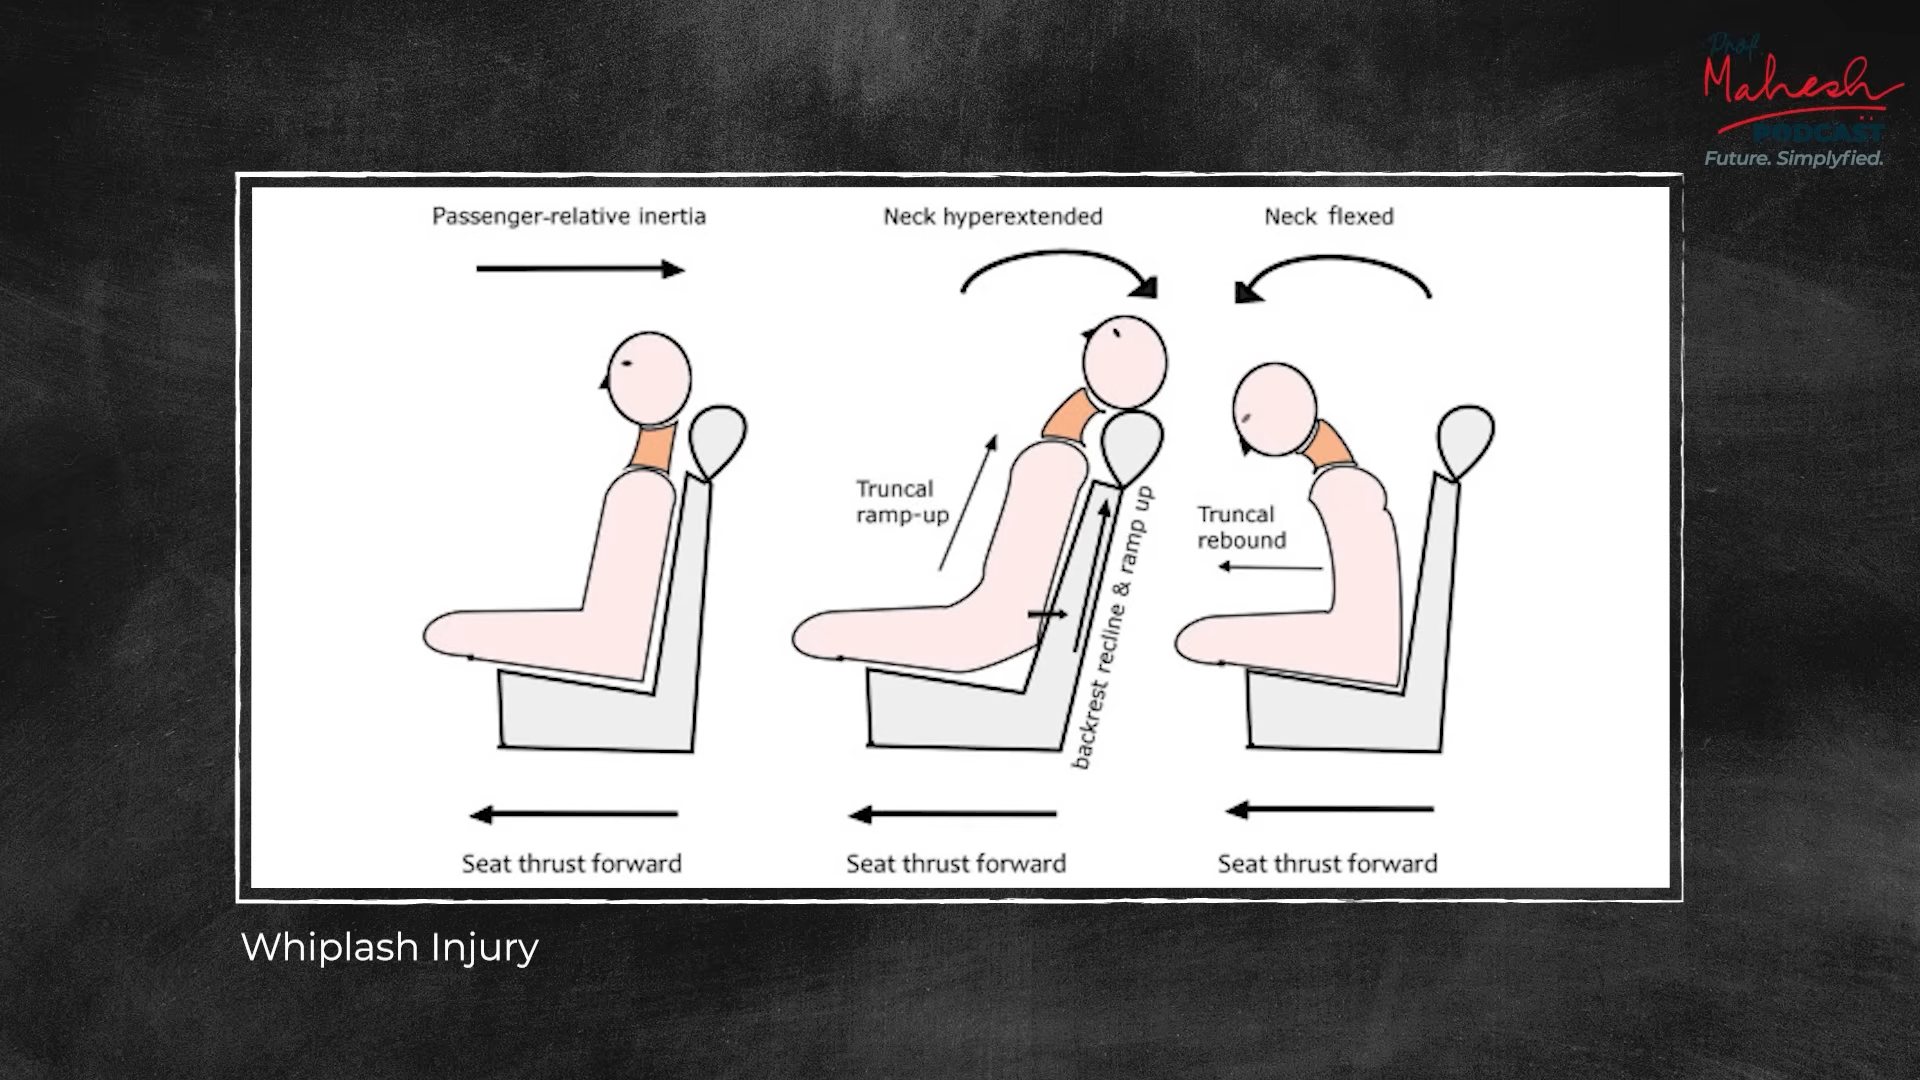 Prof.
Mahesh
PODCAST
Future. Simplyfied.
Passenger-relative inertia
Neck hyperextended
Neck flexed
Truncal
ramp-up
backrest recline & ramp up
Truncal
rebound
Seat thrust forward
Seat thrust forward
Seat thrust forward
Whiplash Injury